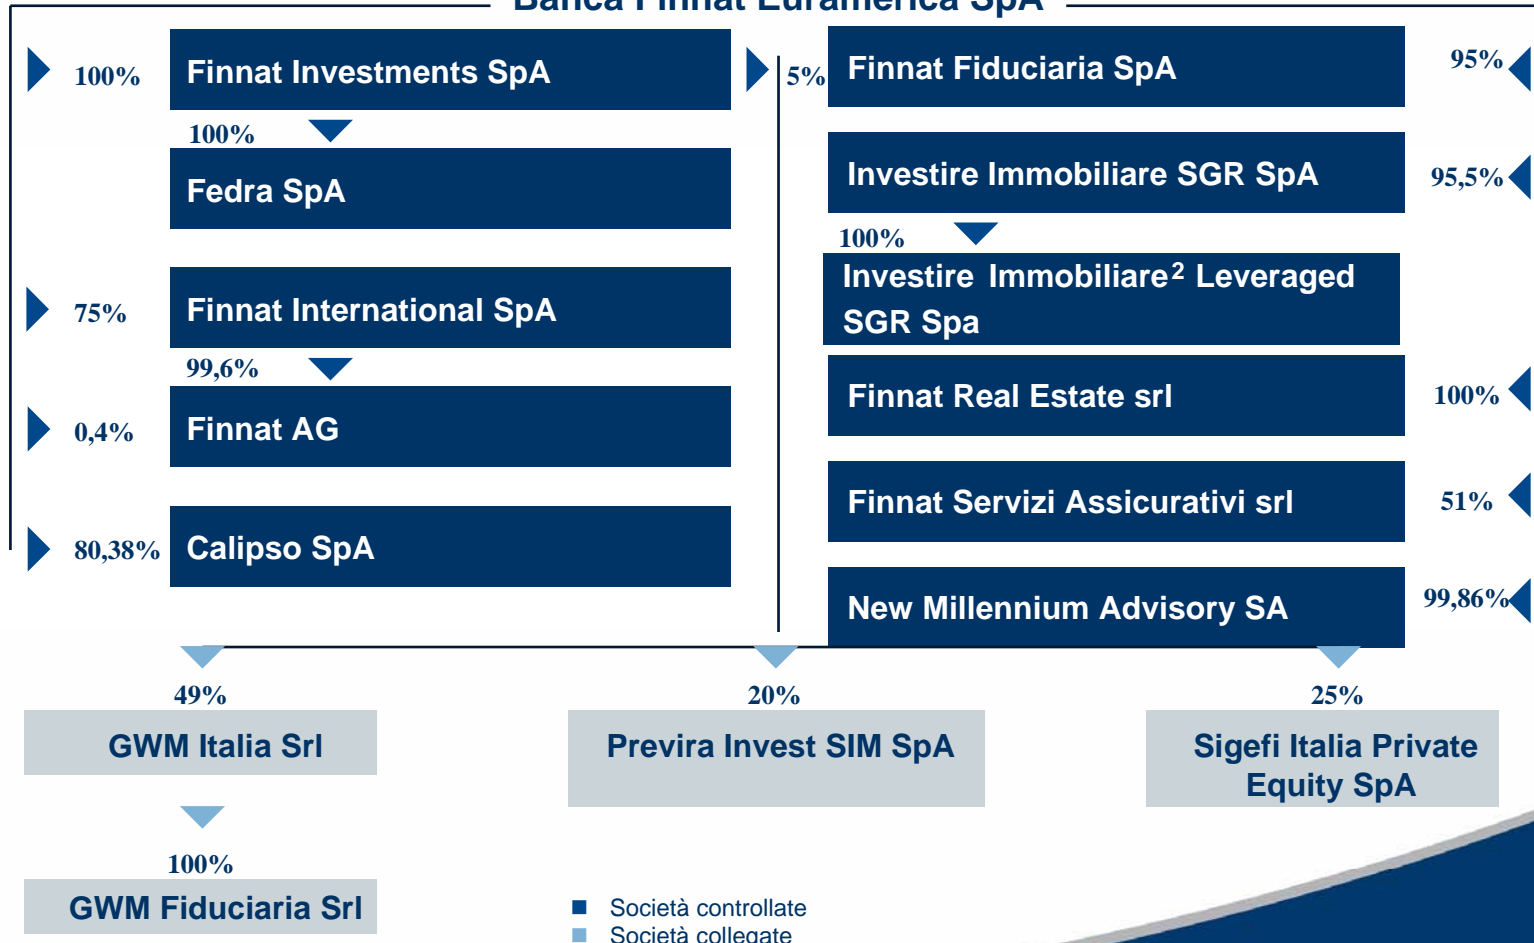 Banca Finnat Euramerica SpA
100%
Finnat Investments SpA
100%
Fedra SpA
75%
Finnat International SpA
99,6%
0,4%
Finnat AG
80,38%
Calipso SpA
5%
Finnat Fiduciaria SpA
95%
Investire Immobiliare SGR SpA
95,5%
100%
Investire Immobiliare² Leveraged
SGR Spa
Finnat Real Estate srl
100%
Finnat Servizi Assicurativi srl
51%
New Millennium Advisory SA
99,86%
49%
GWM Italia Srl
100%
GWM Fiduciaria Srl
20%
Previra Invest SIM SpA
25%
Sigefi Italia Private
Equity SpA
Società controllate
Società collegate